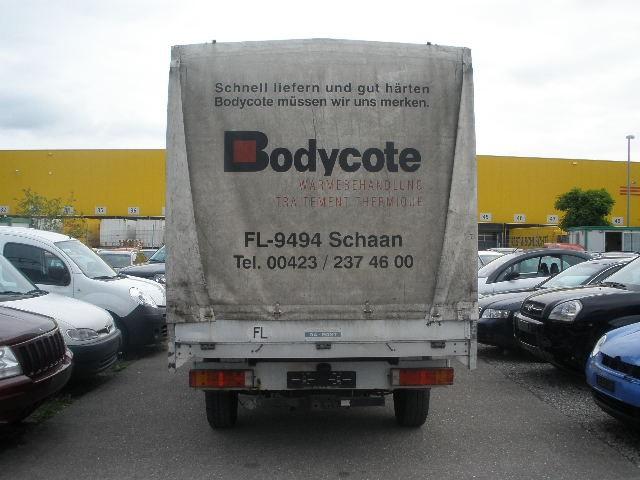 Schnell liefern und gut härten
Bodycote müssen wir uns merken.
Bodycote
WÄRMEBEHANDLUNG
TRAITEMENT THERMIQUE
FL-9494 Schaan
Tel. 00423 / 237 46 00
FL